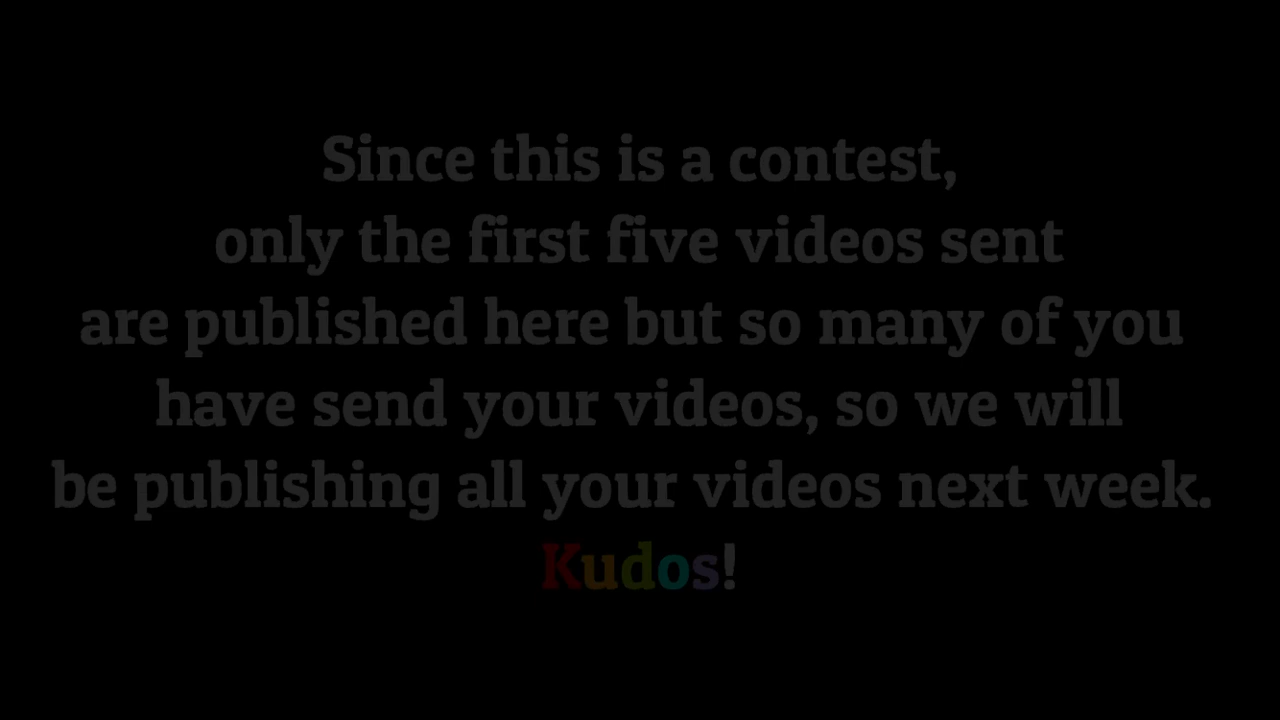 Since this is a contest,
only the first five videos sent
are published here but so many of you
have send your videos, so we will
be publishing all your videos next week.
Kudos!